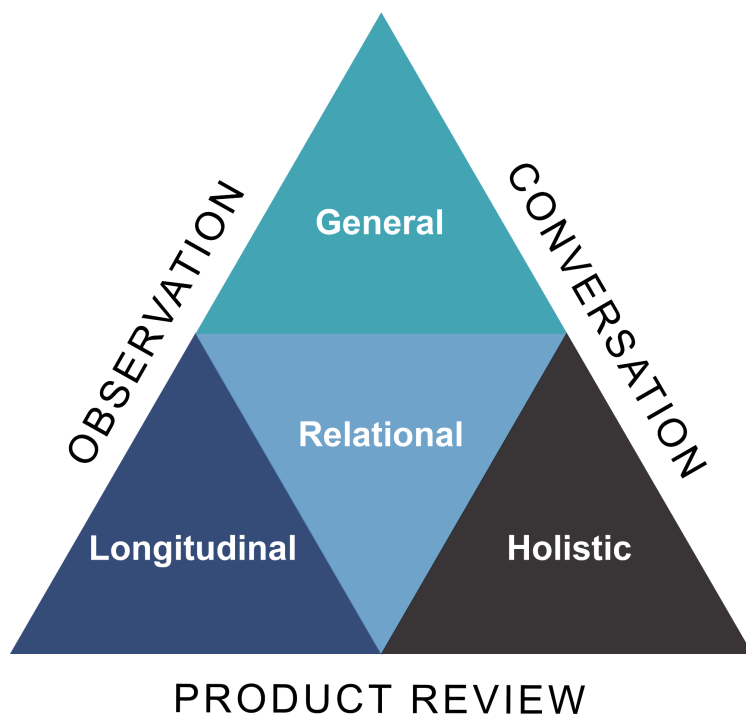 OBSERVATION
CONVERSATION
General
Relational
Longitudinal
Holistic
PRODUCT REVIEW